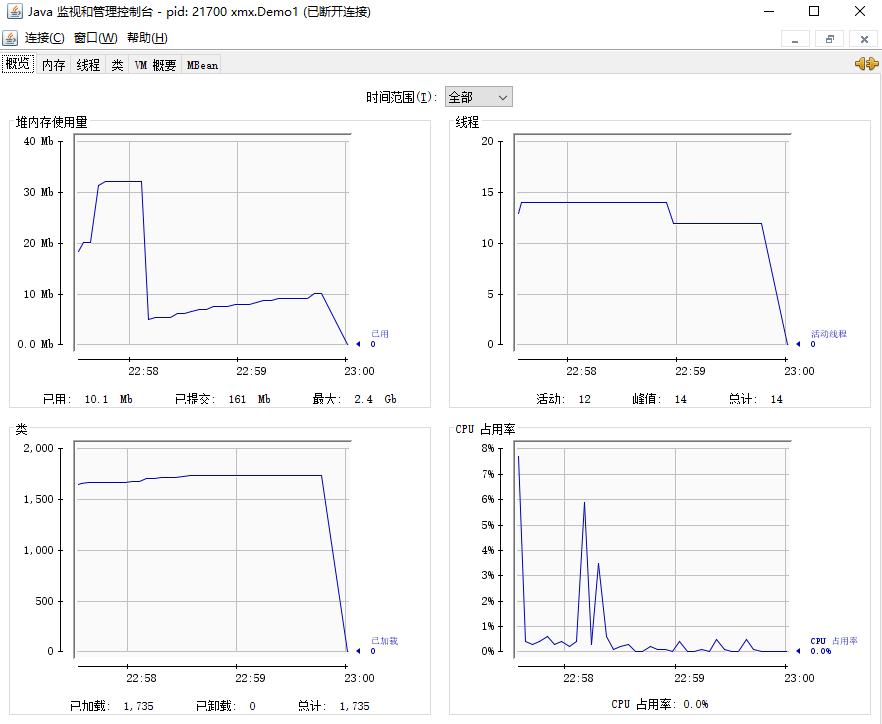 Java 监视和管理控制台 - pid: 21700 xmx.Demo1 (已断开连接)
连接(C) 窗口(W) 帮助(H)
概览 内存 线程 类 VM 概要 MBean
时间范围(T): 全部
堆内存使用量
40 Mb
30 Mb
20 Mb
10 Mb
0.0 Mb
已用
0
22:58 22:59 23:00
已用: 10.1 Mb 已提交: 161 Mb 最大: 2.4 Gb
线程
20
15
10
5
0
活动线程
0
22:58 22:59 23:00
活动: 12 峰值: 14 总计: 14
类
2,000
1,500
1,000
500
0
已加载
0
22:58 22:59 23:00
已加载: 1,735 已卸载: 0 总计: 1,735
CPU 占用率
8%
7%
6%
5%
4%
3%
2%
1%
0%
CPU 占用率
0.0%
22:58 22:59 23:00
CPU 占用率: 0.0%